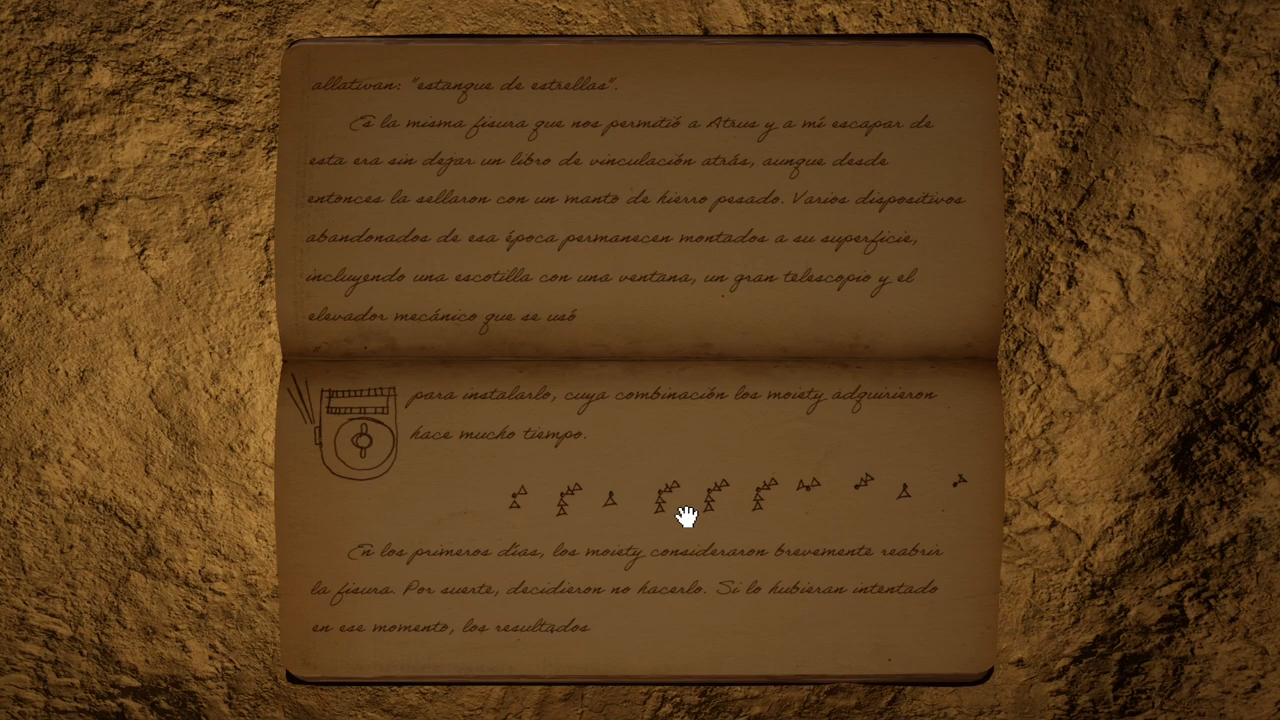 allatwan: "estanque de estrellas".
Es la misma fisura que nos permitió a Atrus y a mí escapar de
esta era sin dejar un libro de vinculación atrás, aunque desde
entonces la sellaron con un manto de hierro pesado. Varios dispositivos
abandonados de esa época permanecen montados a su superficie,
incluyendo una escotilla con una ventana, un gran telescopio y el
elevador mecánico que se usó
para instalarlo, cuya combinación los moiety adquirieron
hace mucho tiempo.
En los primeros días, los moiety consideraron brevemente reabrir
la fisura. Por suerte, decidieron no hacerlo. Si lo hubieran intentado
en ese momento, los resultados